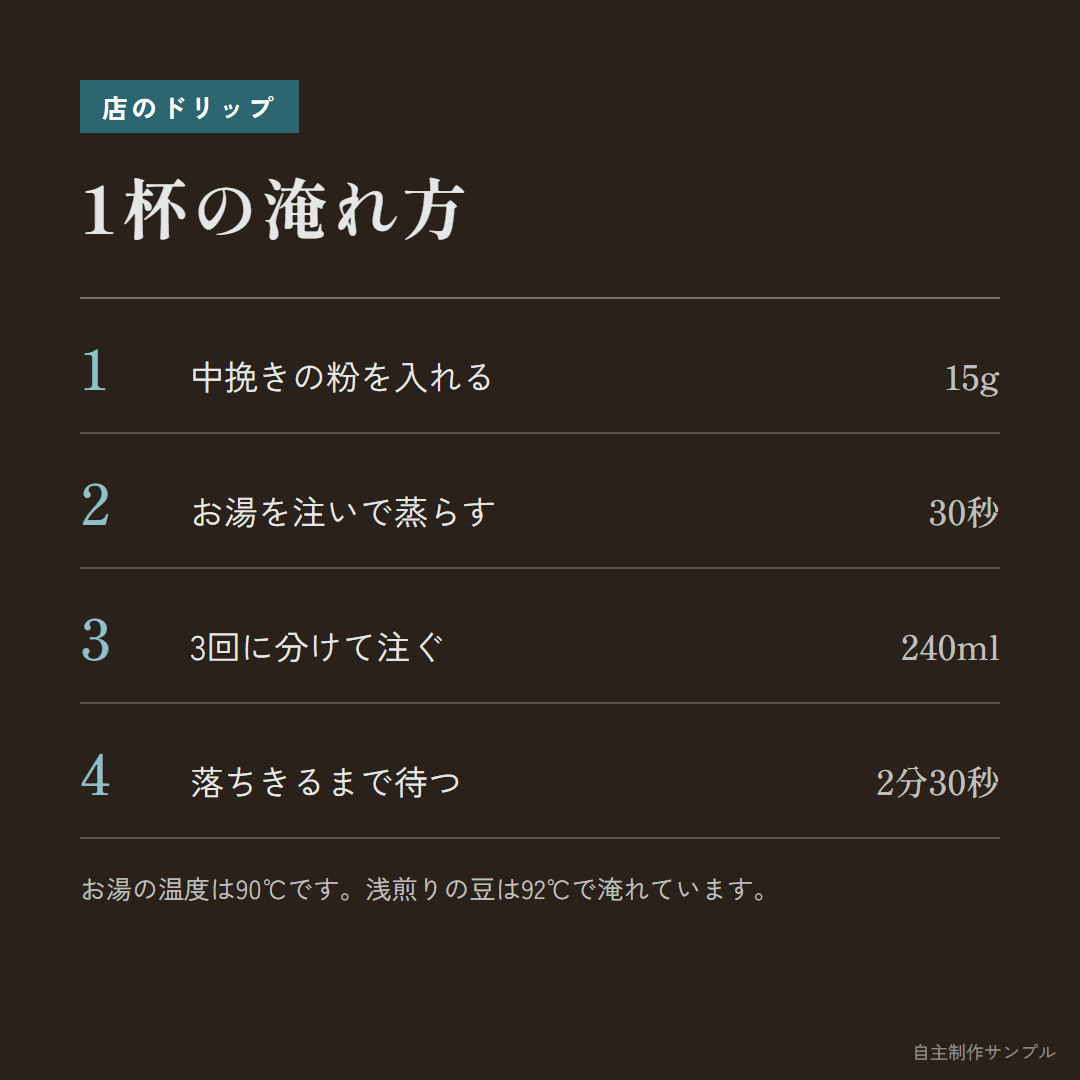 店のドリップ
1杯の淹れ方
1 中挽きの粉を入れる 15g
2 お湯を注いで蒸らす 30秒
3 3回に分けて注ぐ 240ml
4 落ちきるまで待つ 2分30秒
お湯の温度は90℃です。浅煎りの豆は92℃で淹れています。
自主制作サンプル